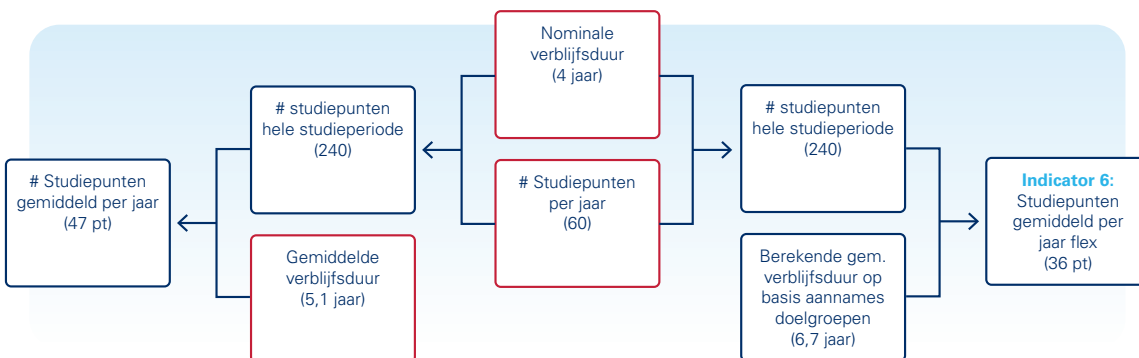 # Studiepunten
gemiddeld per jaar
(47 pt)
# studiepunten
hele studieperiode
(240)
Gemiddelde
verblijfsduur
(5,1 jaar)
Nominale
verblijfsduur
(4 jaar)
# Studiepunten
per jaar
(60)
# studiepunten
hele studieperiode
(240)
Berekende gem.
verblijfsduur op
basis aannames
doelgroepen
(6,7 jaar)
Indicator 6:
Studiepunten
gemiddeld per
jaar flex
(36 pt)